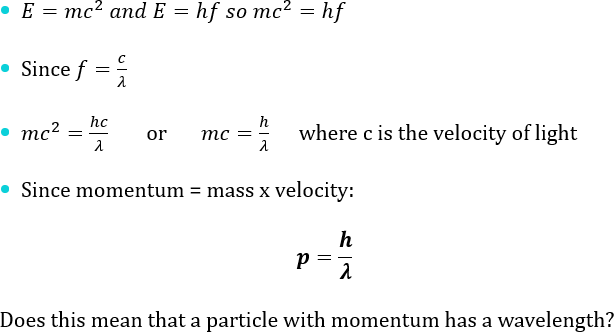 • E = mc² and E = hf so mc² = hf
• Since f = c/λ
• mc² = hc/λ or mc = h/λ where c is the velocity of light
• Since momentum = mass x velocity:
p = h/λ
Does this mean that a particle with momentum has a wavelength?